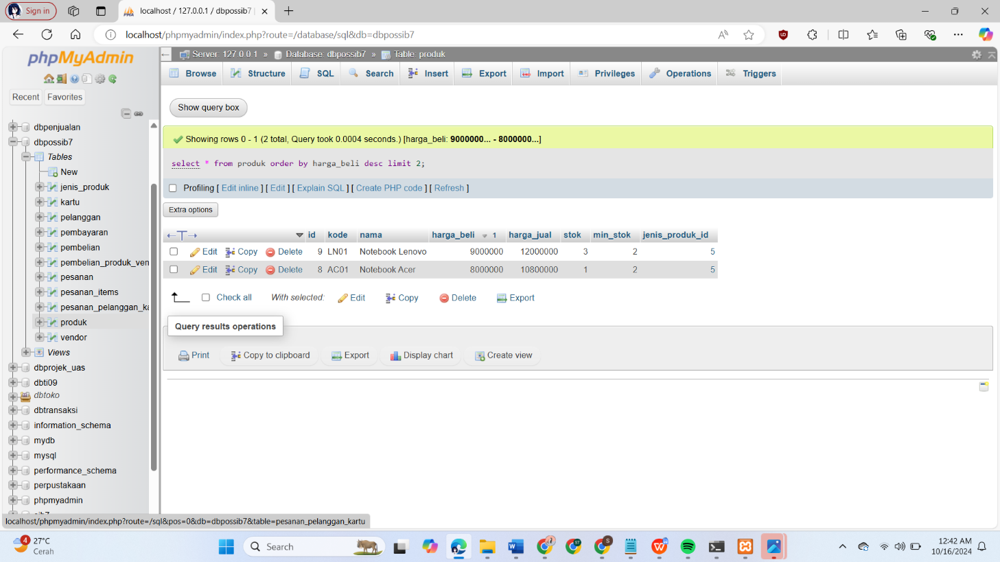 Sign in
localhost / 127.0.0.1 / dbpossib7
localhost/phpmyadmin/index.php?route=/database/sql&db=dbpossib7
phpMyAdmin
Recent Favorites
dbpenjualan
dbpossib7
Tables
New
jenis_produk
kartu
pelanggan
pembayaran
pembelian
pembelian_produk_ven
pesanan
pesanan_items
pesanan_pelanggan_ka
produk
vendor
Views
dbprojek_uas
dbti09
dbtoko
dbtransaksi
information_schema
mydb
mysql
performance_schema
perpustakaan
phpmyadmin
Server: 127.0.0.1 » Database: dbpossib7 » Table: produk
Browse Structure SQL Search Insert Export Import Privileges Operations Triggers
Show query box
Showing rows 0 - 1 (2 total, Query took 0.0004 seconds.) [harga_beli: 9000000... - 8000000...]
select * from produk order by harga_beli desc limit 2;
Profiling [ Edit inline ] [ Edit ] [ Explain SQL ] [ Create PHP code ] [ Refresh ]
Extra options
←T→ id kode nama harga_beli 1 harga_jual stok min_stok jenis_produk_id
Edit Copy Delete 9 LN01 Notebook Lenovo 9000000 12000000 3 2 5
Edit Copy Delete 8 AC01 Notebook Acer 8000000 10800000 1 2 5
Check all With selected: Edit Copy Delete Export
Query results operations
Print Copy to clipboard Export Display chart Create view
localhost/phpmyadmin/index.php?route=/sql&pos=0&db=dbpossib7&table=pesanan_pelanggan_kartu
4
27°C
Cerah
Search
12:42 AM
10/16/2024